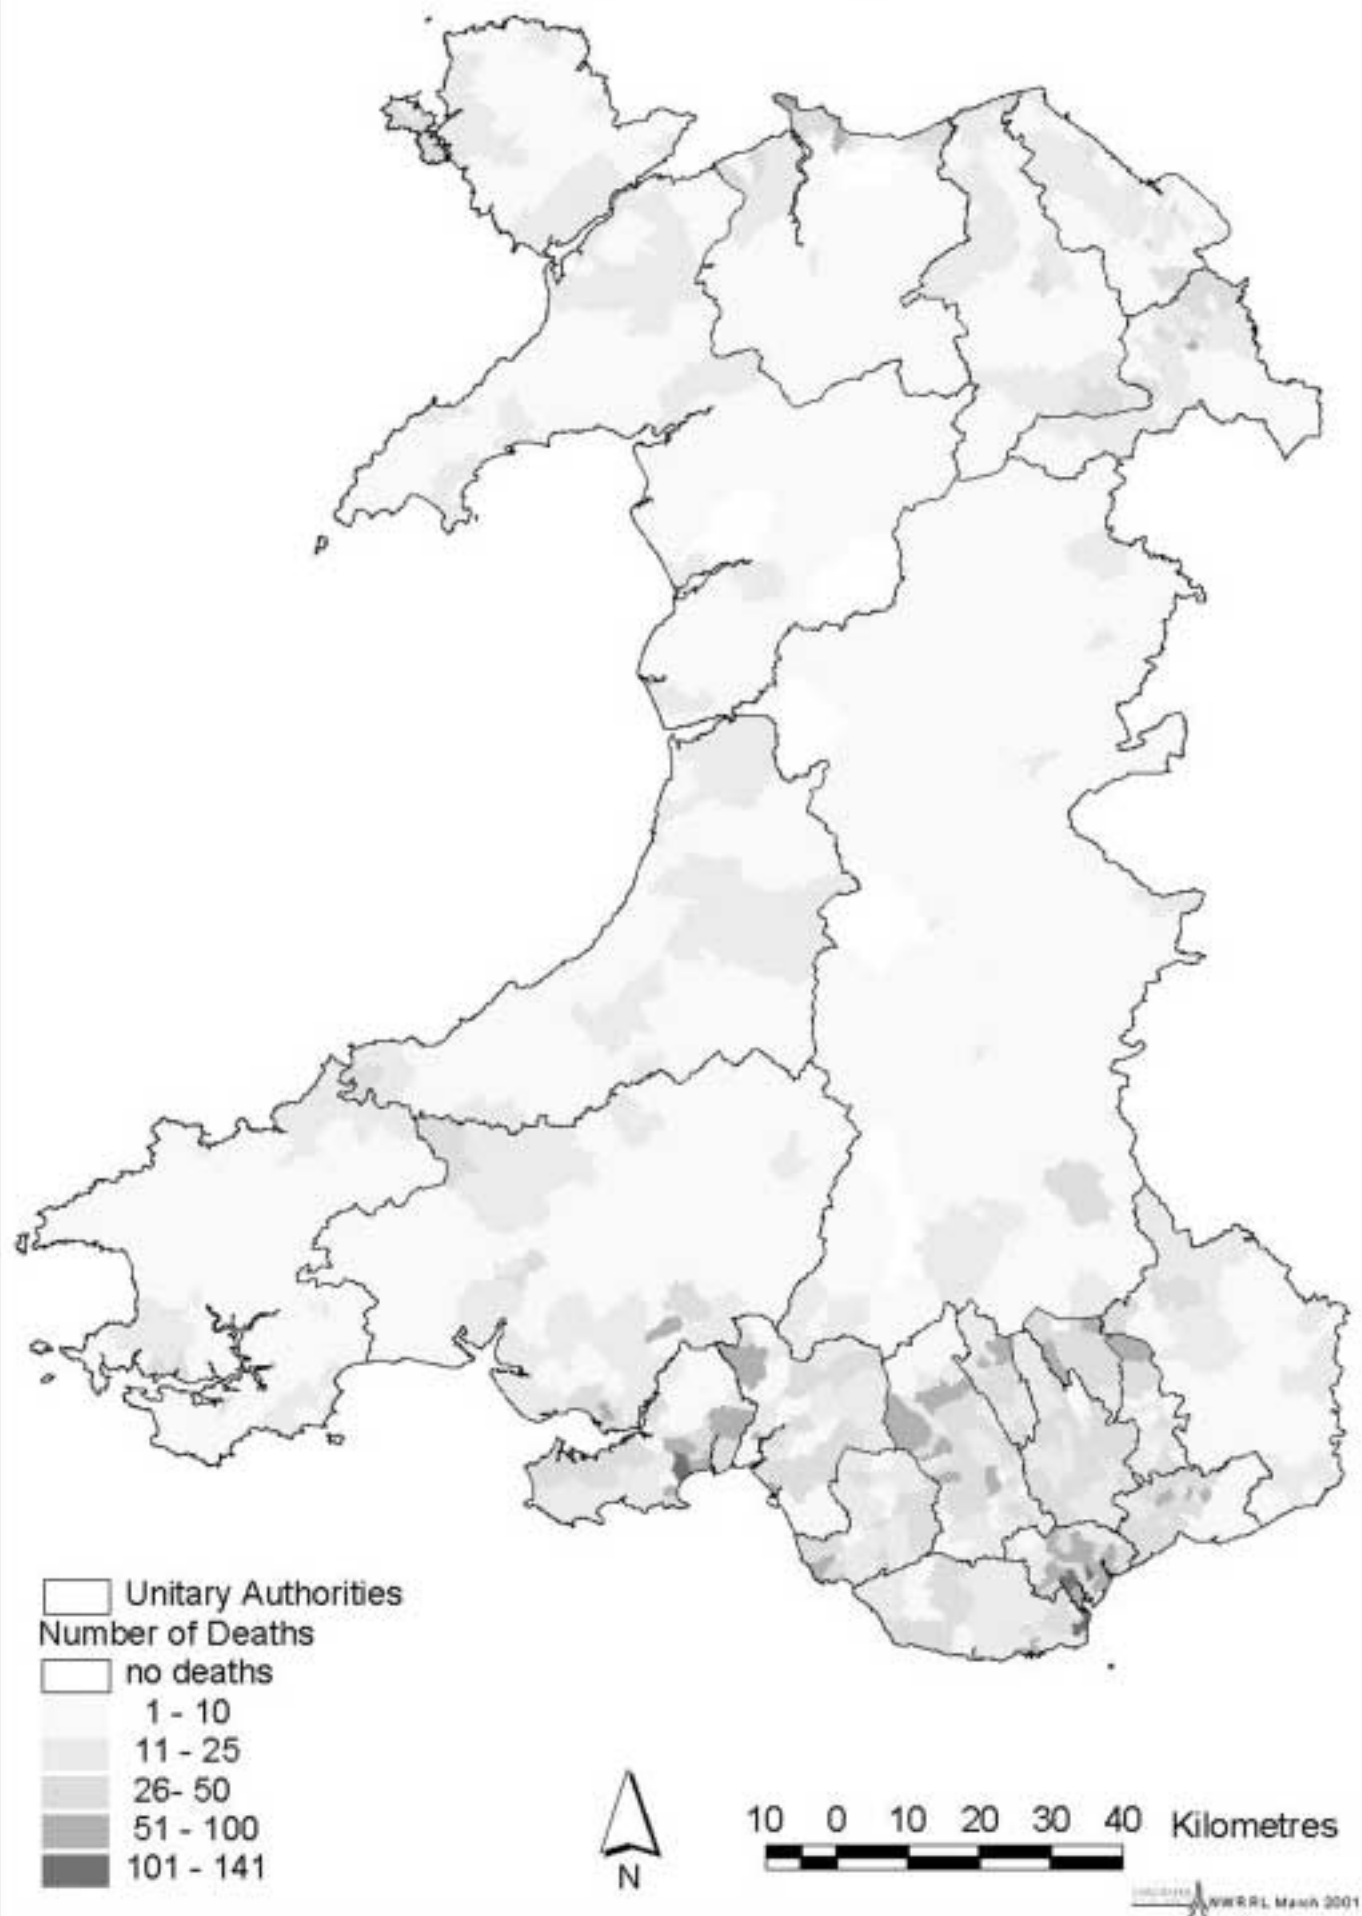 Unitary Authorities
Number of Deaths
no deaths
1 - 10
11 - 25
26- 50
51 - 100
101 - 141
N
10 0 10 20 30 40 Kilometres
NWRRL March 2001